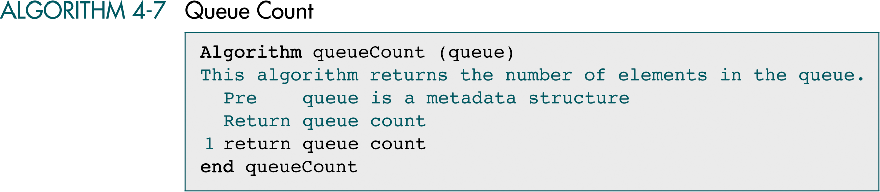 ALGORITHM 4-7 Queue Count
Algorithm queueCount (queue)
This algorithm returns the number of elements in the queue.
Pre queue is a metadata structure
Return queue count
1 return queue count
end queueCount